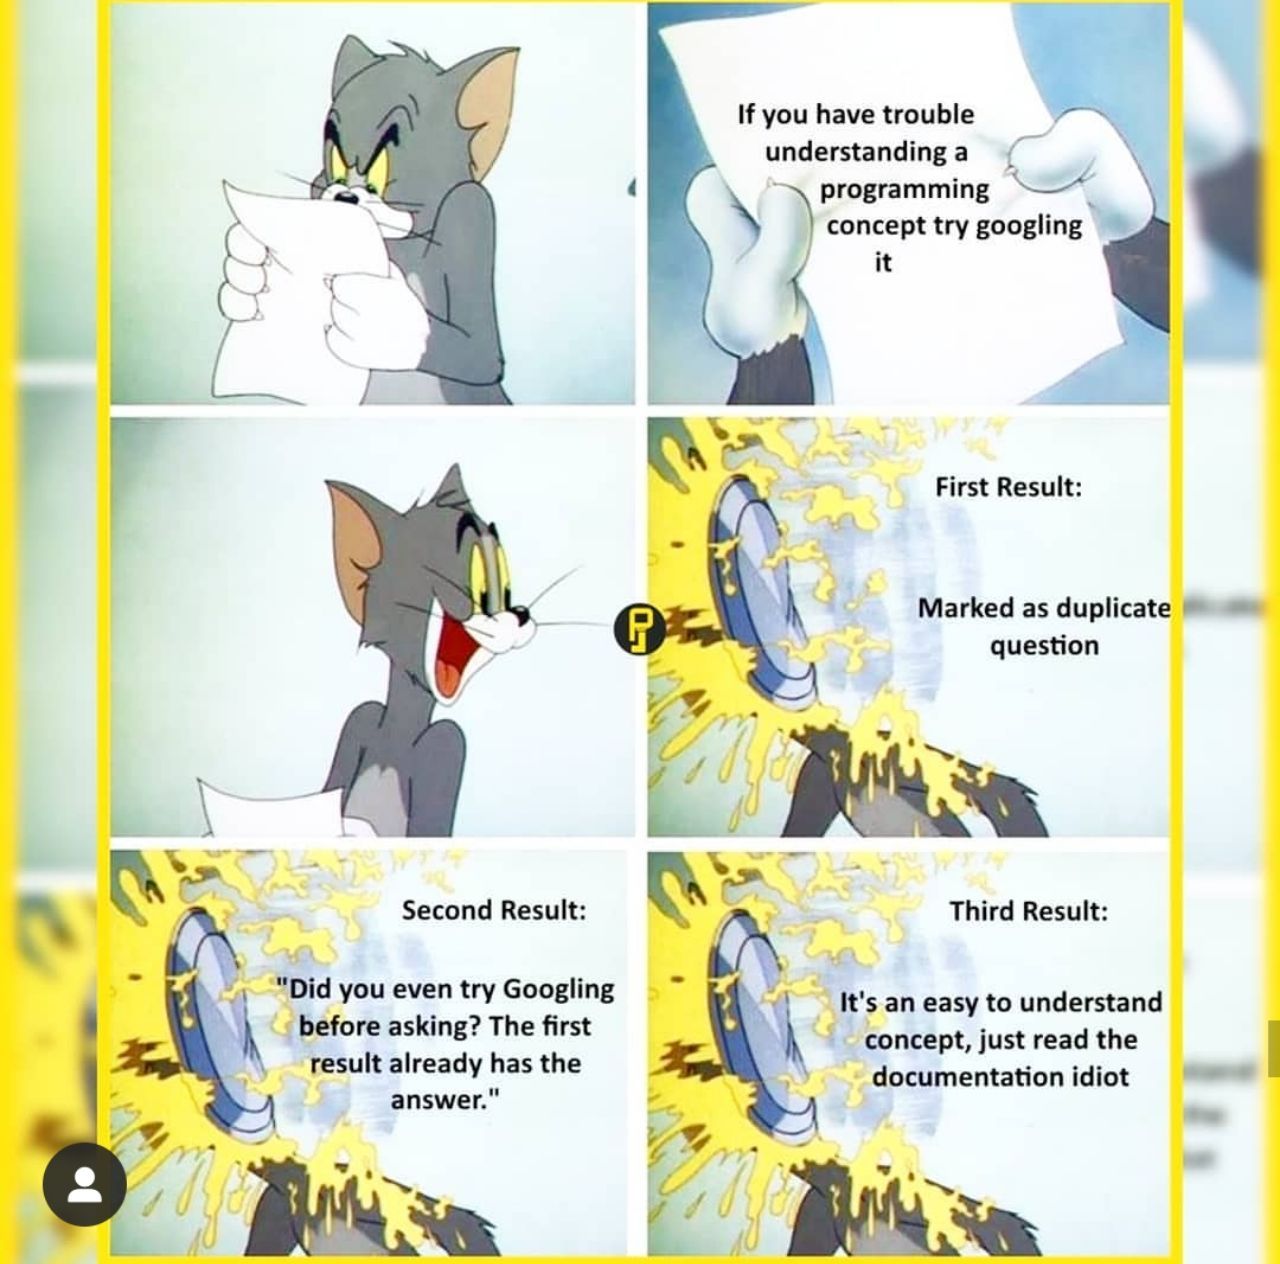 If you have trouble
understanding a
programming
concept try googling
it
First Result:
Marked as duplicate
question
Second Result:
"Did you even try Googling
before asking? The first
result already has the
answer."
Third Result:
It's an easy to understand
concept, just read the
documentation idiot